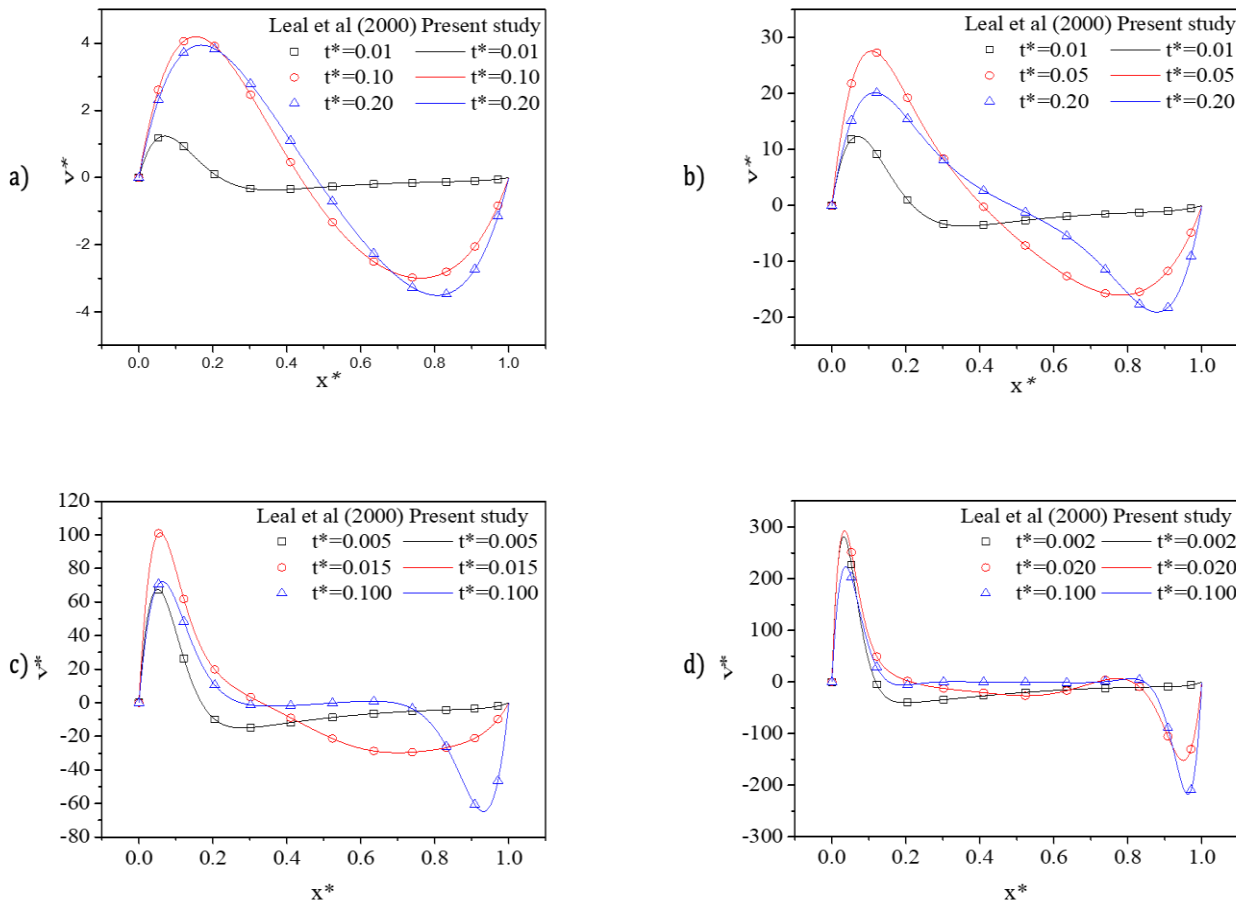 a)
Leal et al (2000) Present study
t*=0.01 t*=0.01
t*=0.10 t*=0.10
t*=0.20 t*=0.20
4
2
0
-2
-4
v*
0.0 0.2 0.4 0.6 0.8 1.0
x*
b)
Leal et al (2000) Present study
t*=0.01 t*=0.01
t*=0.05 t*=0.05
t*=0.20 t*=0.20
30
20
10
0
-10
-20
v*
0.0 0.2 0.4 0.6 0.8 1.0
x*
c)
Leal et al (2000) Present study
t*=0.005 t*=0.005
t*=0.015 t*=0.015
t*=0.100 t*=0.100
120
100
80
60
40
20
0
-20
-40
-60
-80
v*
0.0 0.2 0.4 0.6 0.8 1.0
x*
d)
Leal et al (2000) Present study
t*=0.002 t*=0.002
t*=0.020 t*=0.020
t*=0.100 t*=0.100
300
200
100
0
-100
-200
-300
v*
0.0 0.2 0.4 0.6 0.8 1.0
x*